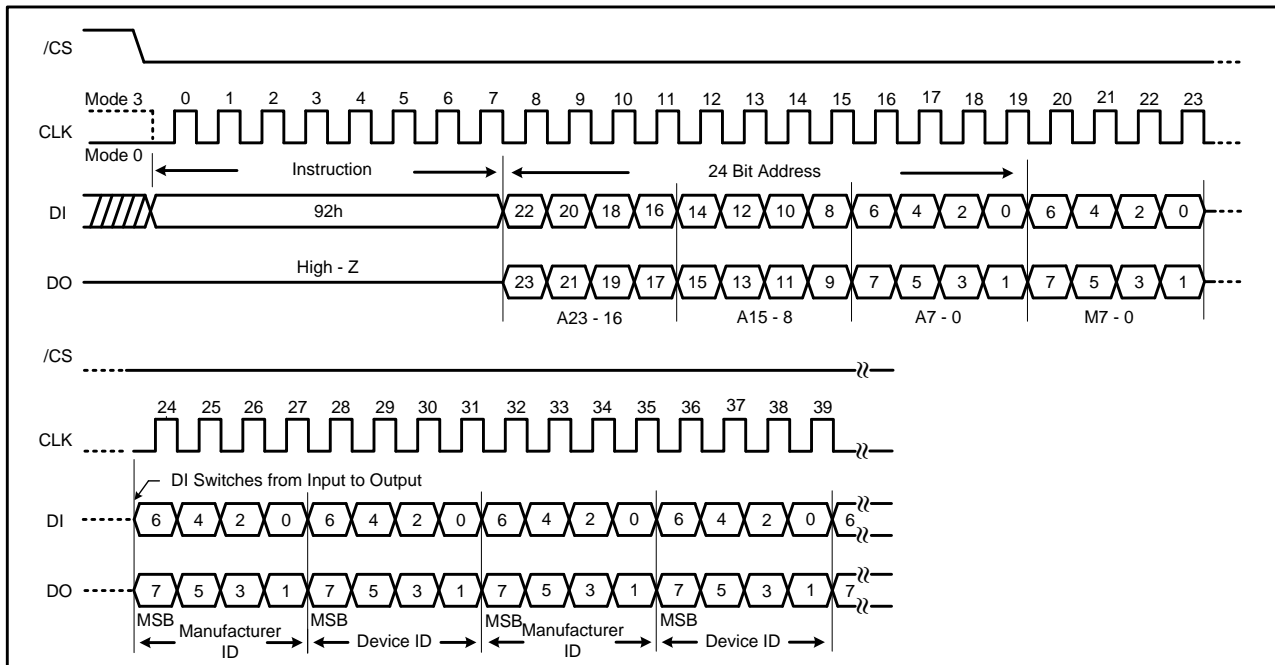 /CS
Mode 3 0 1 2 3 4 5 6 7 8 9 10 11 12 13 14 15 16 17 18 19 20 21 22 23
CLK
Mode 0
Instruction 24 Bit Address
DI 92h 22 20 18 16 14 12 10 8 6 4 2 0 6 4 2 0
High - Z
DO 23 21 19 17 15 13 11 9 7 5 3 1 7 5 3 1
A23 - 16 A15 - 8 A7 - 0 M7 - 0
/CS
24 25 26 27 28 29 30 31 32 33 34 35 36 37 38 39
CLK
DI Switches from Input to Output
DI 6 4 2 0 6 4 2 0 6 4 2 0 6 4 2 0 6
DO 7 5 3 1 7 5 3 1 7 5 3 1 7 5 3 1 7
MSB MSB MSB MSB
Manufacturer ID Device ID Manufacturer ID Device ID